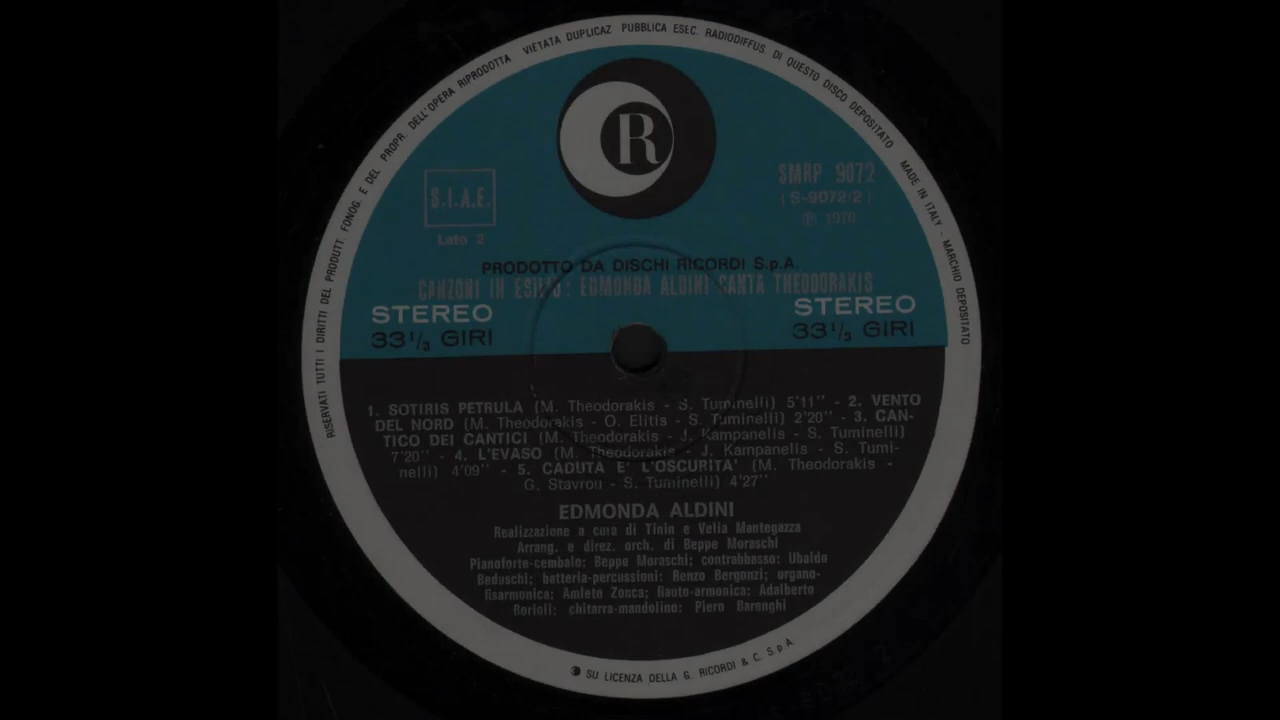 RISERVATI TUTTI I DIRITTI DEL PRODUTT. FONOG. E DEL PROPR. DELL'OPERA RIPRODOTTA VIETATA DUPLICAZ PUBBLICA ESEC. RADIODIFFUS. DI QUESTO DISCO DEPOSITATO MADE IN ITALY - MARCHIO DEPOSITATO
R
S.I.A.E.
Lato 2
SMRP 9072
(S-9072/2)
℗ 1970
PRODOTTO DA DISCHI RICORDI S.p.A.
CANZONI IN ESILIO: EDMONDA ALDINI CANTA THEODORAKIS
STEREO
33 1/3 GIRI
STEREO
33 1/3 GIRI
1. SOTIRIS PETRULA (M. Theodorakis - S. Tuminelli) 5'11" - 2. VENTO
DEL NORD (M. Theodorakis - O. Elitis - S. Tuminelli) 2'20" - 3. CAN-
TICO DEI CANTICI (M. Theodorakis - J. Kampanelis - S. Tuminelli)
7'20" - 4. L'EVASO (M. Theodorakis - J. Kampanells - S. Tumi-
nelli) 4'09" - 5. CADUTA E' L'OSCURITA' (M. Theodorakis -
G. Stavrou - S. Tuminelli) 4'27"
EDMONDA ALDINI
Realizzazione a cura di Tinin e Velia Mantegazza
Arrang. e direz. orch. di Beppe Moraschi
Pianoforte-cembalo: Beppe Moraschi; contrabbasso: Ubaldo
Beduschi; batteria-percussioni: Renzo Bergonzi; organo-
fisarmonica: Amleto Zonca; flauto-armonica: Adalberto
Borioli; chitarra-mandolino: Piero Barenghi
SU LICENZA DELLA G. RICORDI & C. S.p.A.